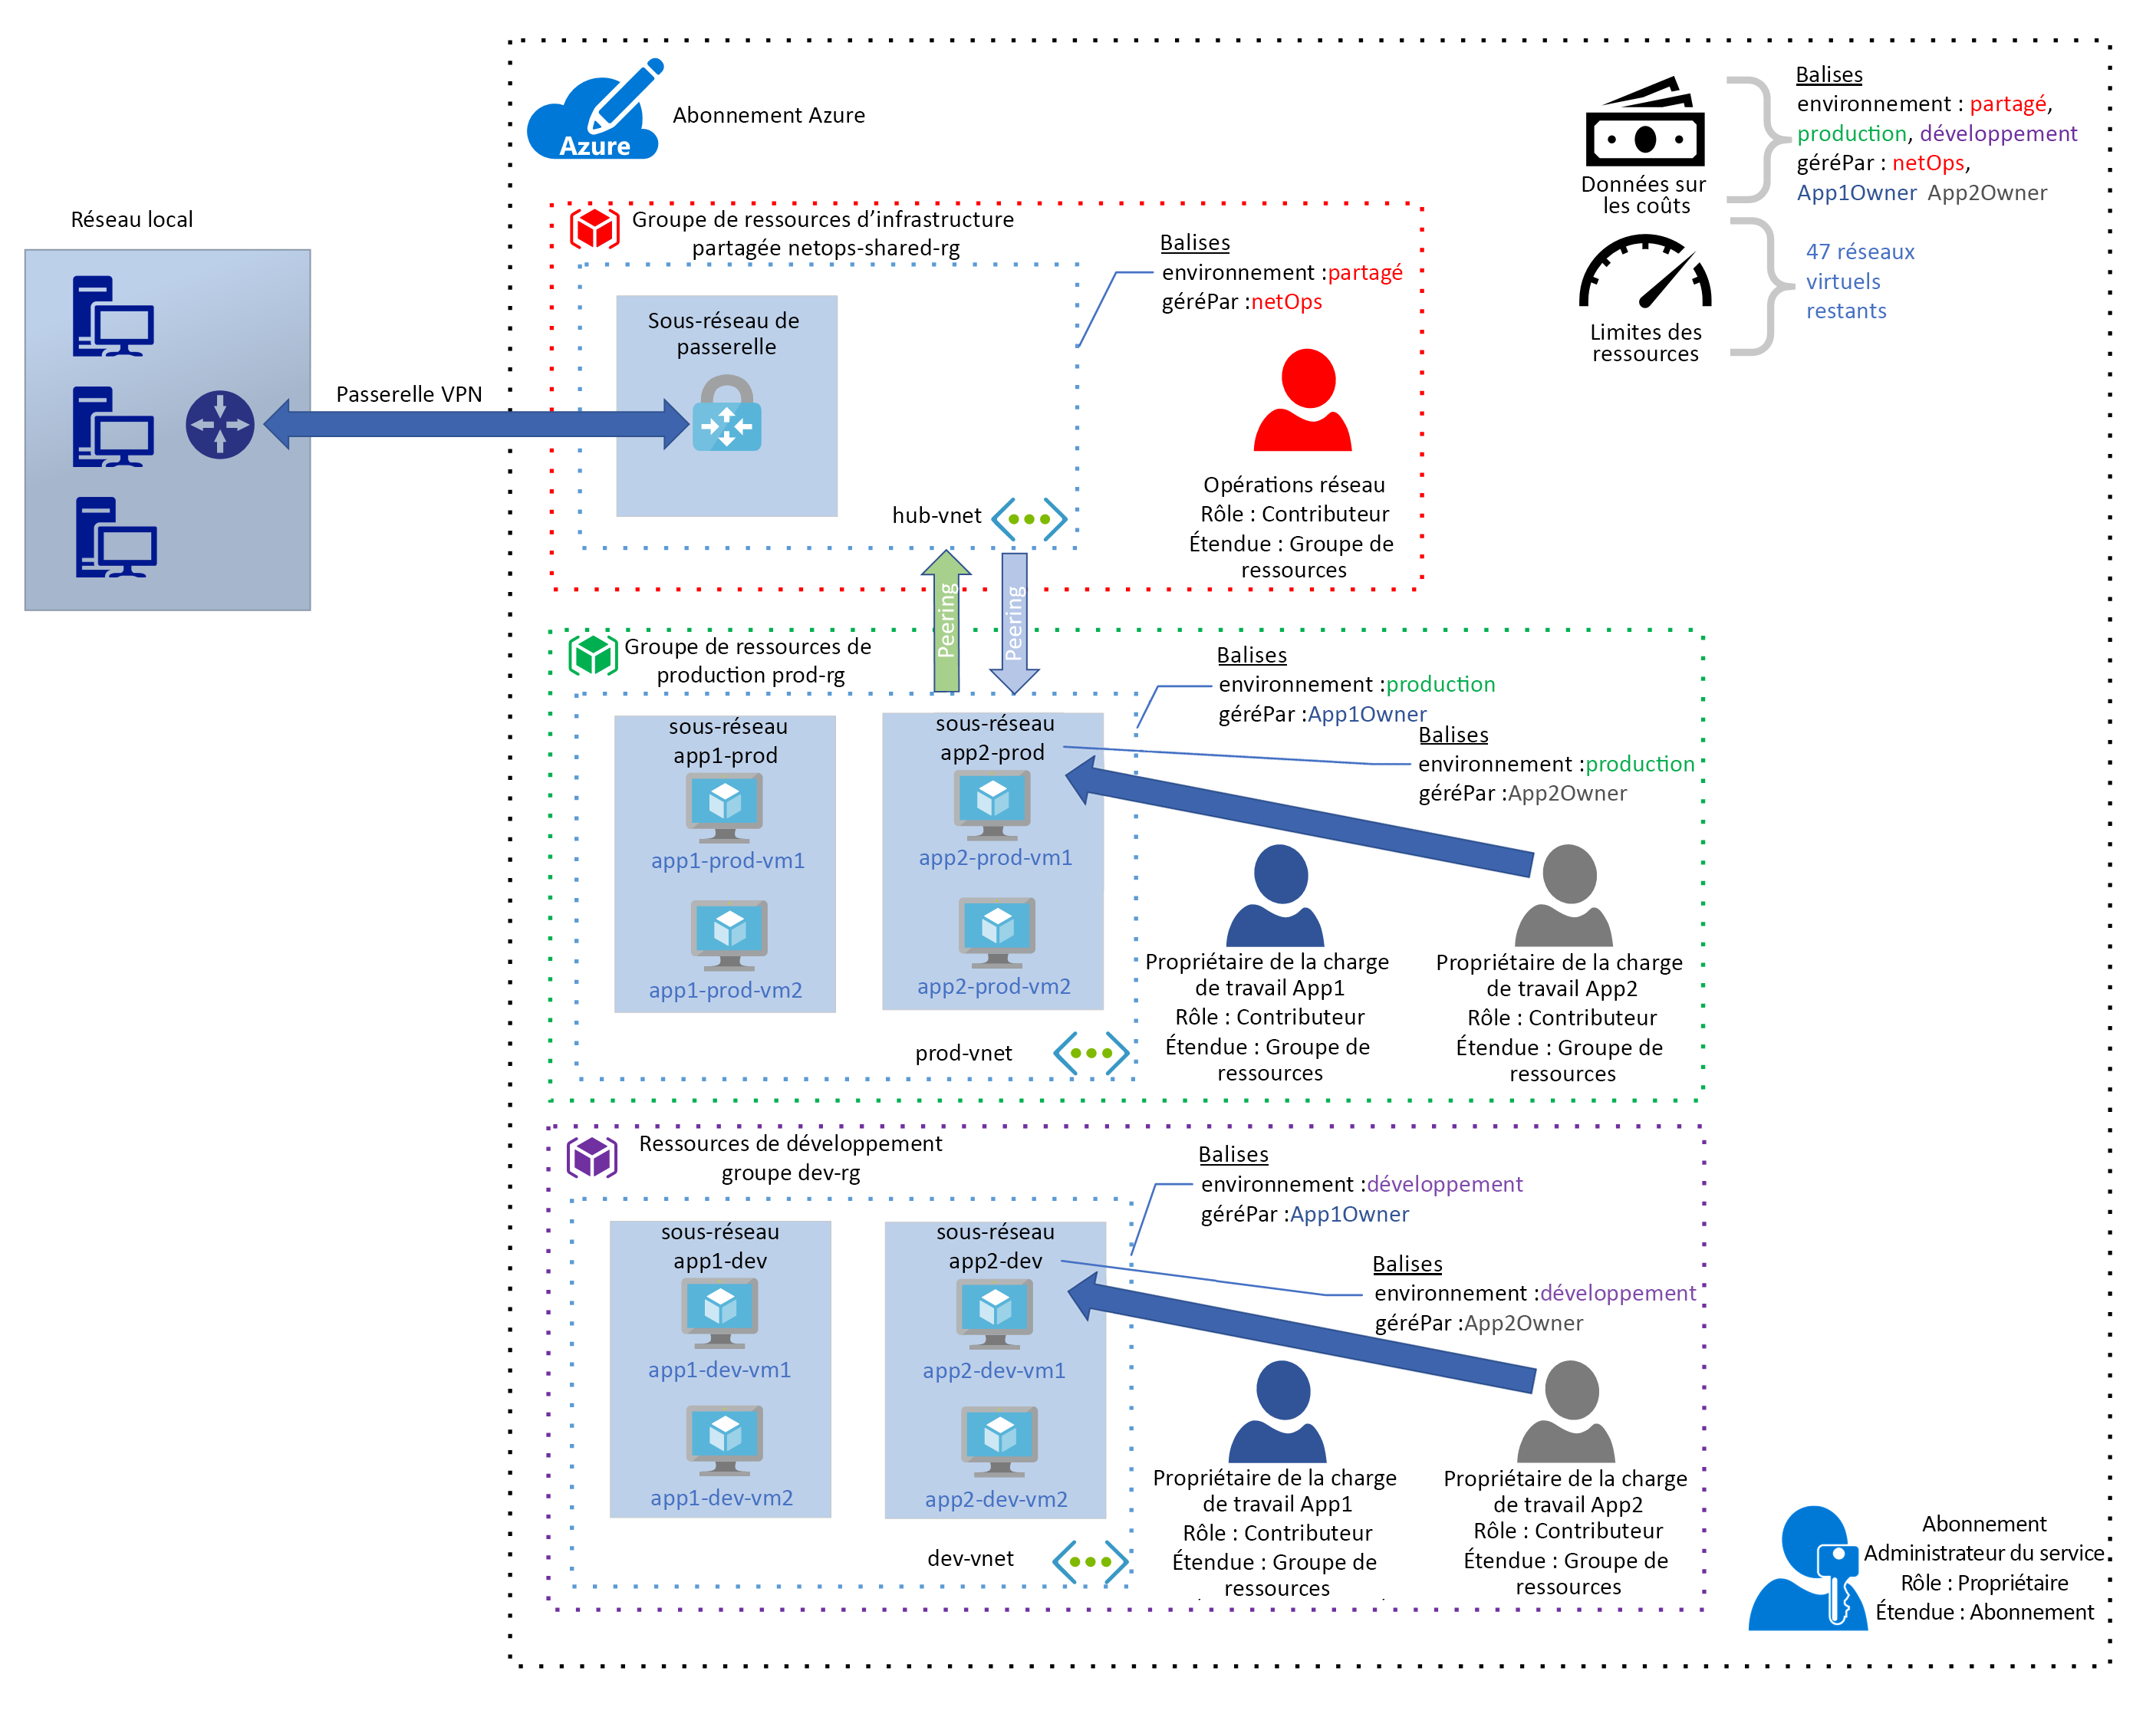 Azure
Abonnement Azure
Données sur
les coûts
Balises
environnement : partagé,
production, développement
géréPar : netOps,
App1Owner App2Owner
Limites des
ressources
47 réseaux
virtuels
restants
Réseau local
Passerelle VPN
Groupe de ressources d’infrastructure
partagée netops-shared-rg
Sous-réseau de
passerelle
hub-vnet
Balises
environnement :partagé
géréPar :netOps
Opérations réseau
Rôle : Contributeur
Étendue : Groupe de
ressources
Peering
Peering
Groupe de ressources de
production prod-rg
sous-réseau
app1-prod
app1-prod-vm1
app1-prod-vm2
sous-réseau
app2-prod
app2-prod-vm1
app2-prod-vm2
prod-vnet
Balises
environnement :production
géréPar :App1Owner
Balises
environnement :production
géréPar :App2Owner
Propriétaire de la charge
de travail App1
Rôle : Contributeur
Étendue : Groupe de
ressources
Propriétaire de la charge
de travail App2
Rôle : Contributeur
Étendue : Groupe de
ressources
Ressources de développement
groupe dev-rg
sous-réseau
app1-dev
app1-dev-vm1
app1-dev-vm2
sous-réseau
app2-dev
app2-dev-vm1
app2-dev-vm2
dev-vnet
Balises
environnement :développement
géréPar :App1Owner
Balises
environnement :développement
géréPar :App2Owner
Propriétaire de la charge
de travail App1
Rôle : Contributeur
Étendue : Groupe de
ressources
Propriétaire de la charge
de travail App2
Rôle : Contributeur
Étendue : Groupe de
ressources
Abonnement
Administrateur du service
Rôle : Propriétaire
Étendue : Abonnement